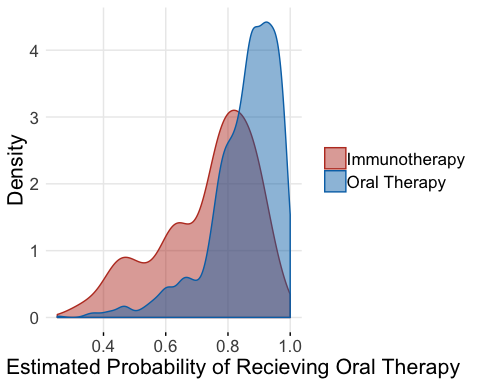 Density
4
3
2
1
0
0.4 0.6 0.8 1.0
Estimated Probability of Recieving Oral Therapy
Immunotherapy
Oral Therapy